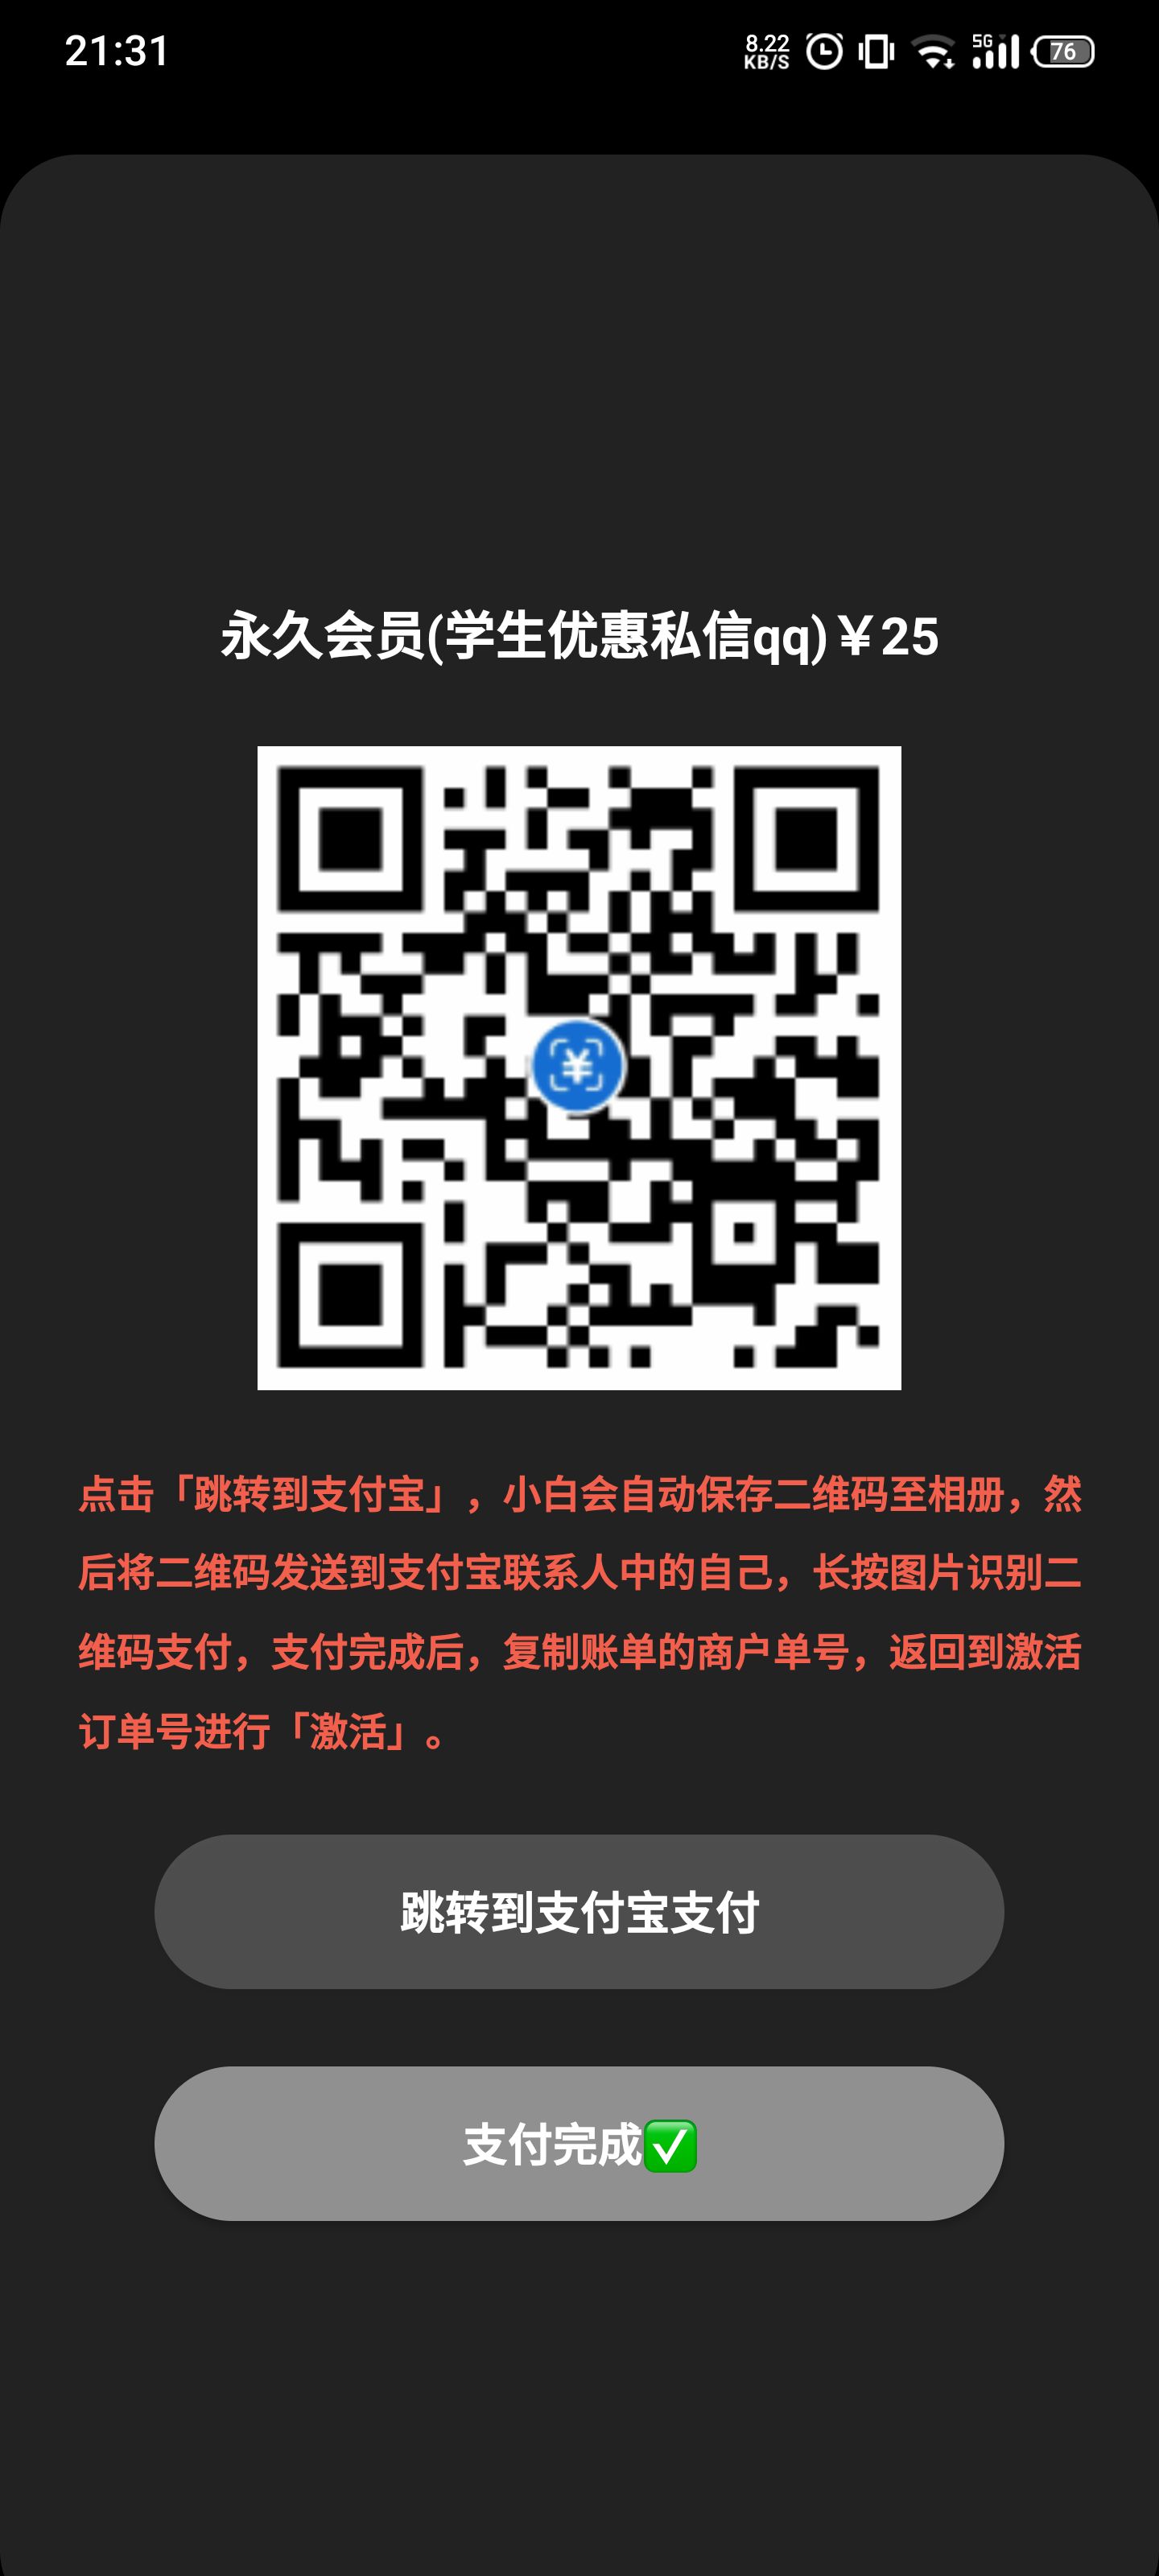 21:31
8.22
KB/S
5G
76
永久会员(学生优惠私信qq)￥25
¥
点击「跳转到支付宝」，小白会自动保存二维码至相册，然
后将二维码发送到支付宝联系人中的自己，长按图片识别二
维码支付，支付完成后，复制账单的商户单号，返回到激活
订单号进行「激活」。
跳转到支付宝支付
支付完成✅